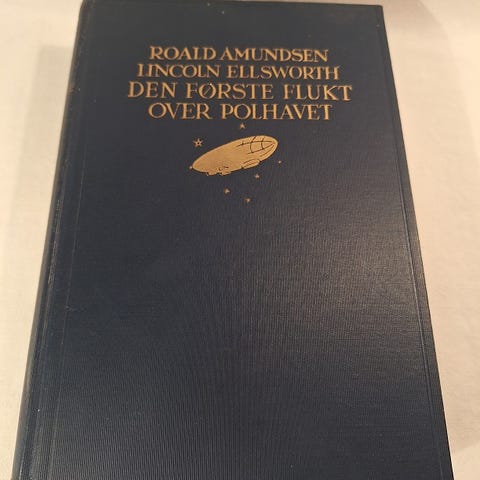 ROALD AMUNDSEN
LINCOLN ELLSWORTH
DEN FØRSTE FLUKT
OVER POLHAVET